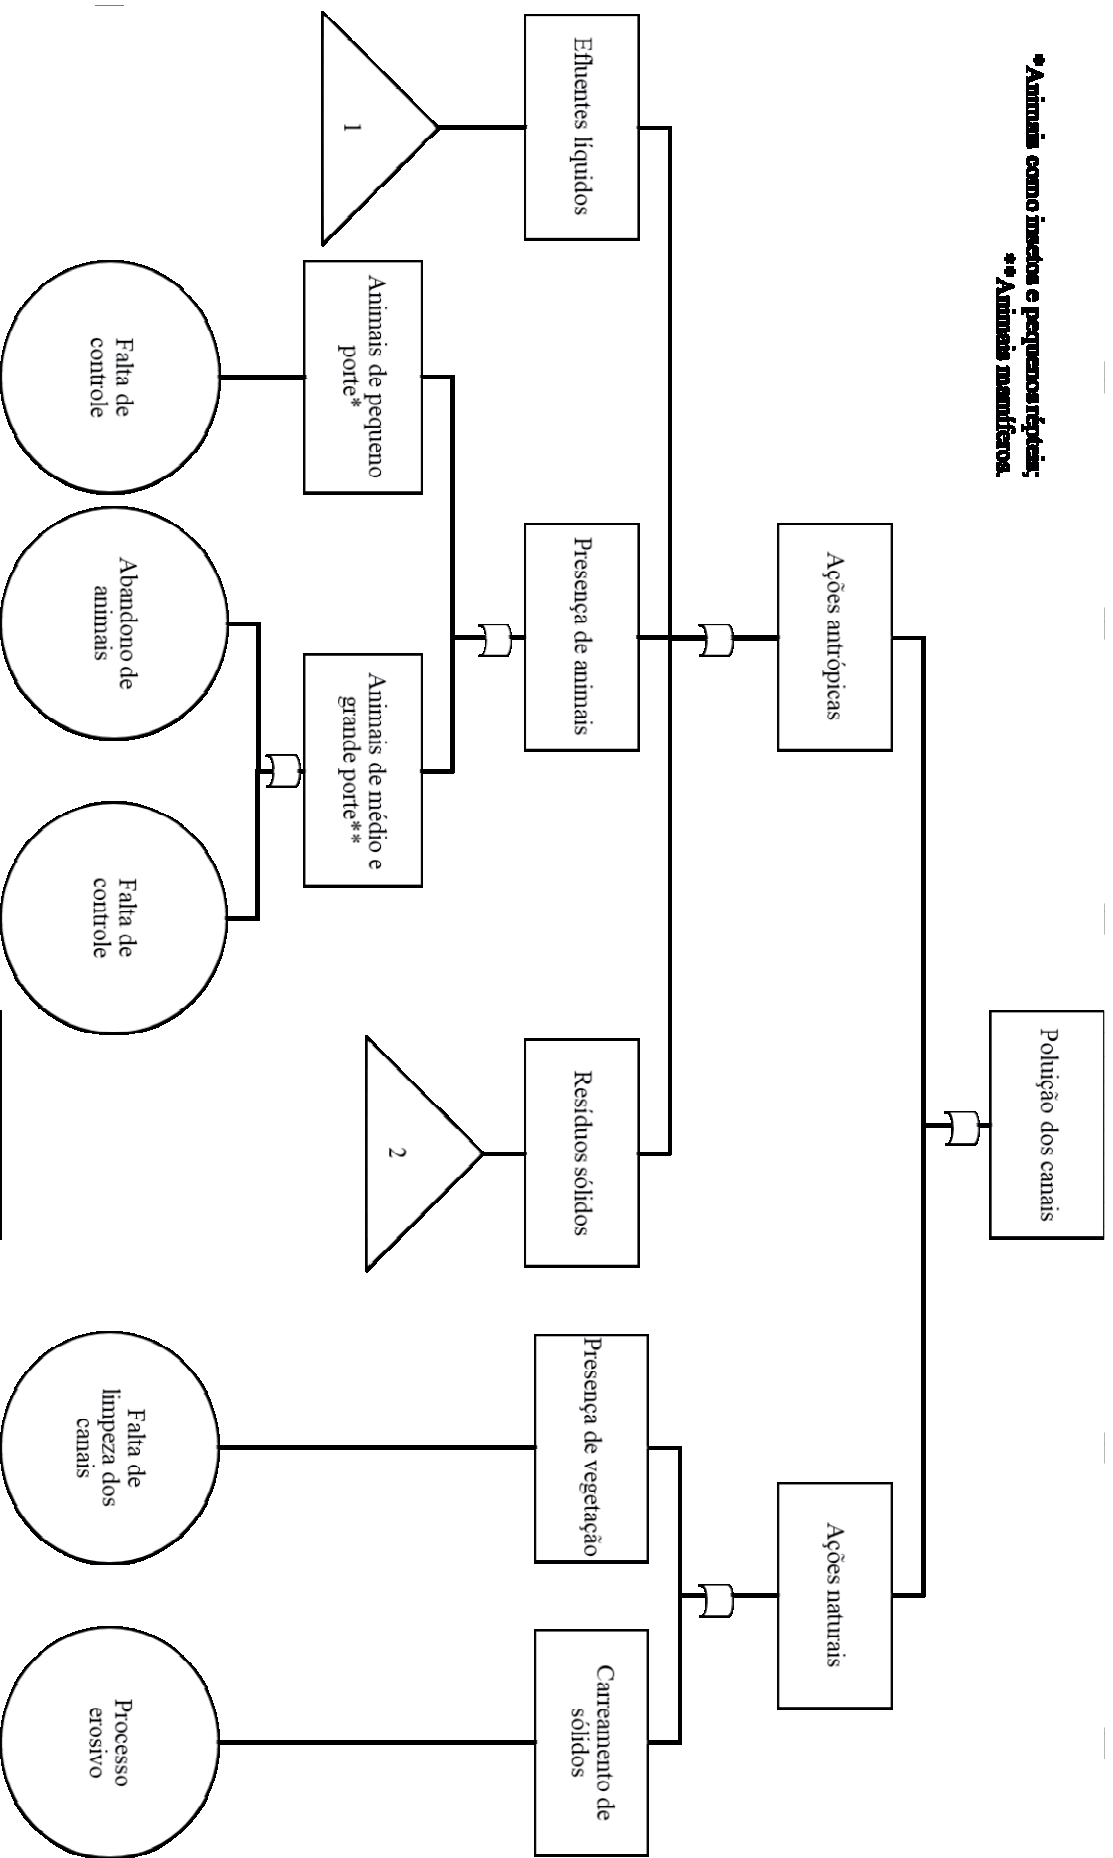 Poluição dos canais
Ações antrópicas
Ações naturais
Efluentes líquidos
Presença de animais
Resíduos sólidos
Presença de vegetação
Carreamento de
sólidos
1
Animais de pequeno
porte*
Animais de médio e
grande porte**
2
Falta de
controle
Abandono de
animais
Falta de
controle
Falta de
limpeza dos
canais
Processo
erosivo
*Animais como insetos e pequenos répteis;
**Animais mamíferos.